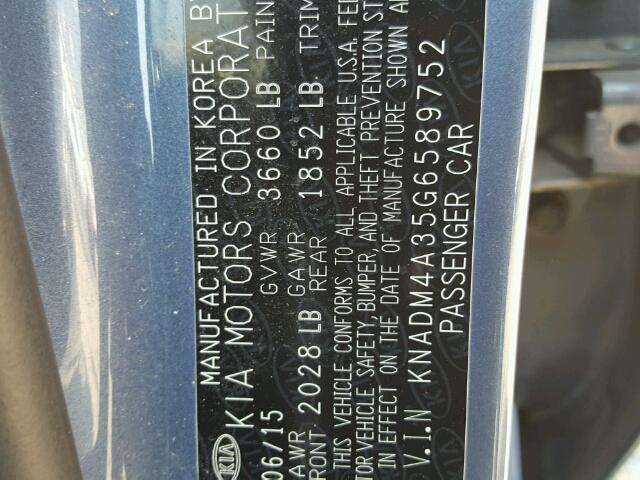 MANUFACTURED IN KOREA BY
KIA KIA MOTORS CORPORAT
06/15 GVWR 3660 LB PAIN
GAWR FRONT 2028 LB GAWR REAR 1852 LB TRIM
THIS VEHICLE CONFORMS TO ALL APPLICABLE U.S.A. FE
VEHICLE SAFETY, BUMPER, AND THEFT PREVENTION ST
IN EFFECT ON THE DATE OF MANUFACTURE SHOWN A
V.I.N KNADM4A35G6589752
PASSENGER CAR